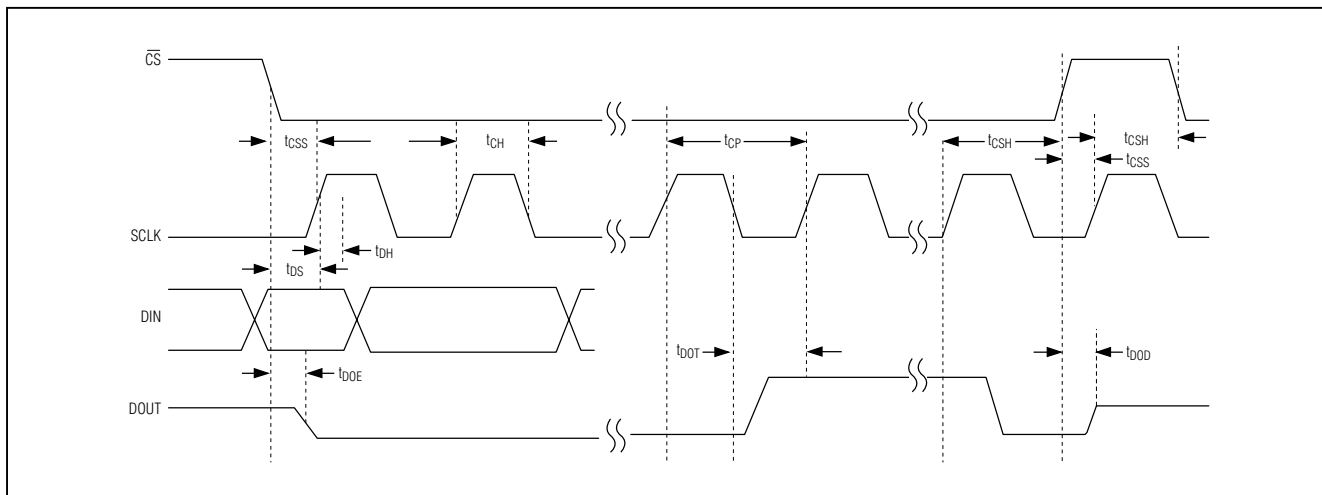 CS
tCSS
tCH
tCP
tCSH
tCSH
tCSS
SCLK
tDH
tDS
DIN
tDOT
tDOD
tDOE
DOUT